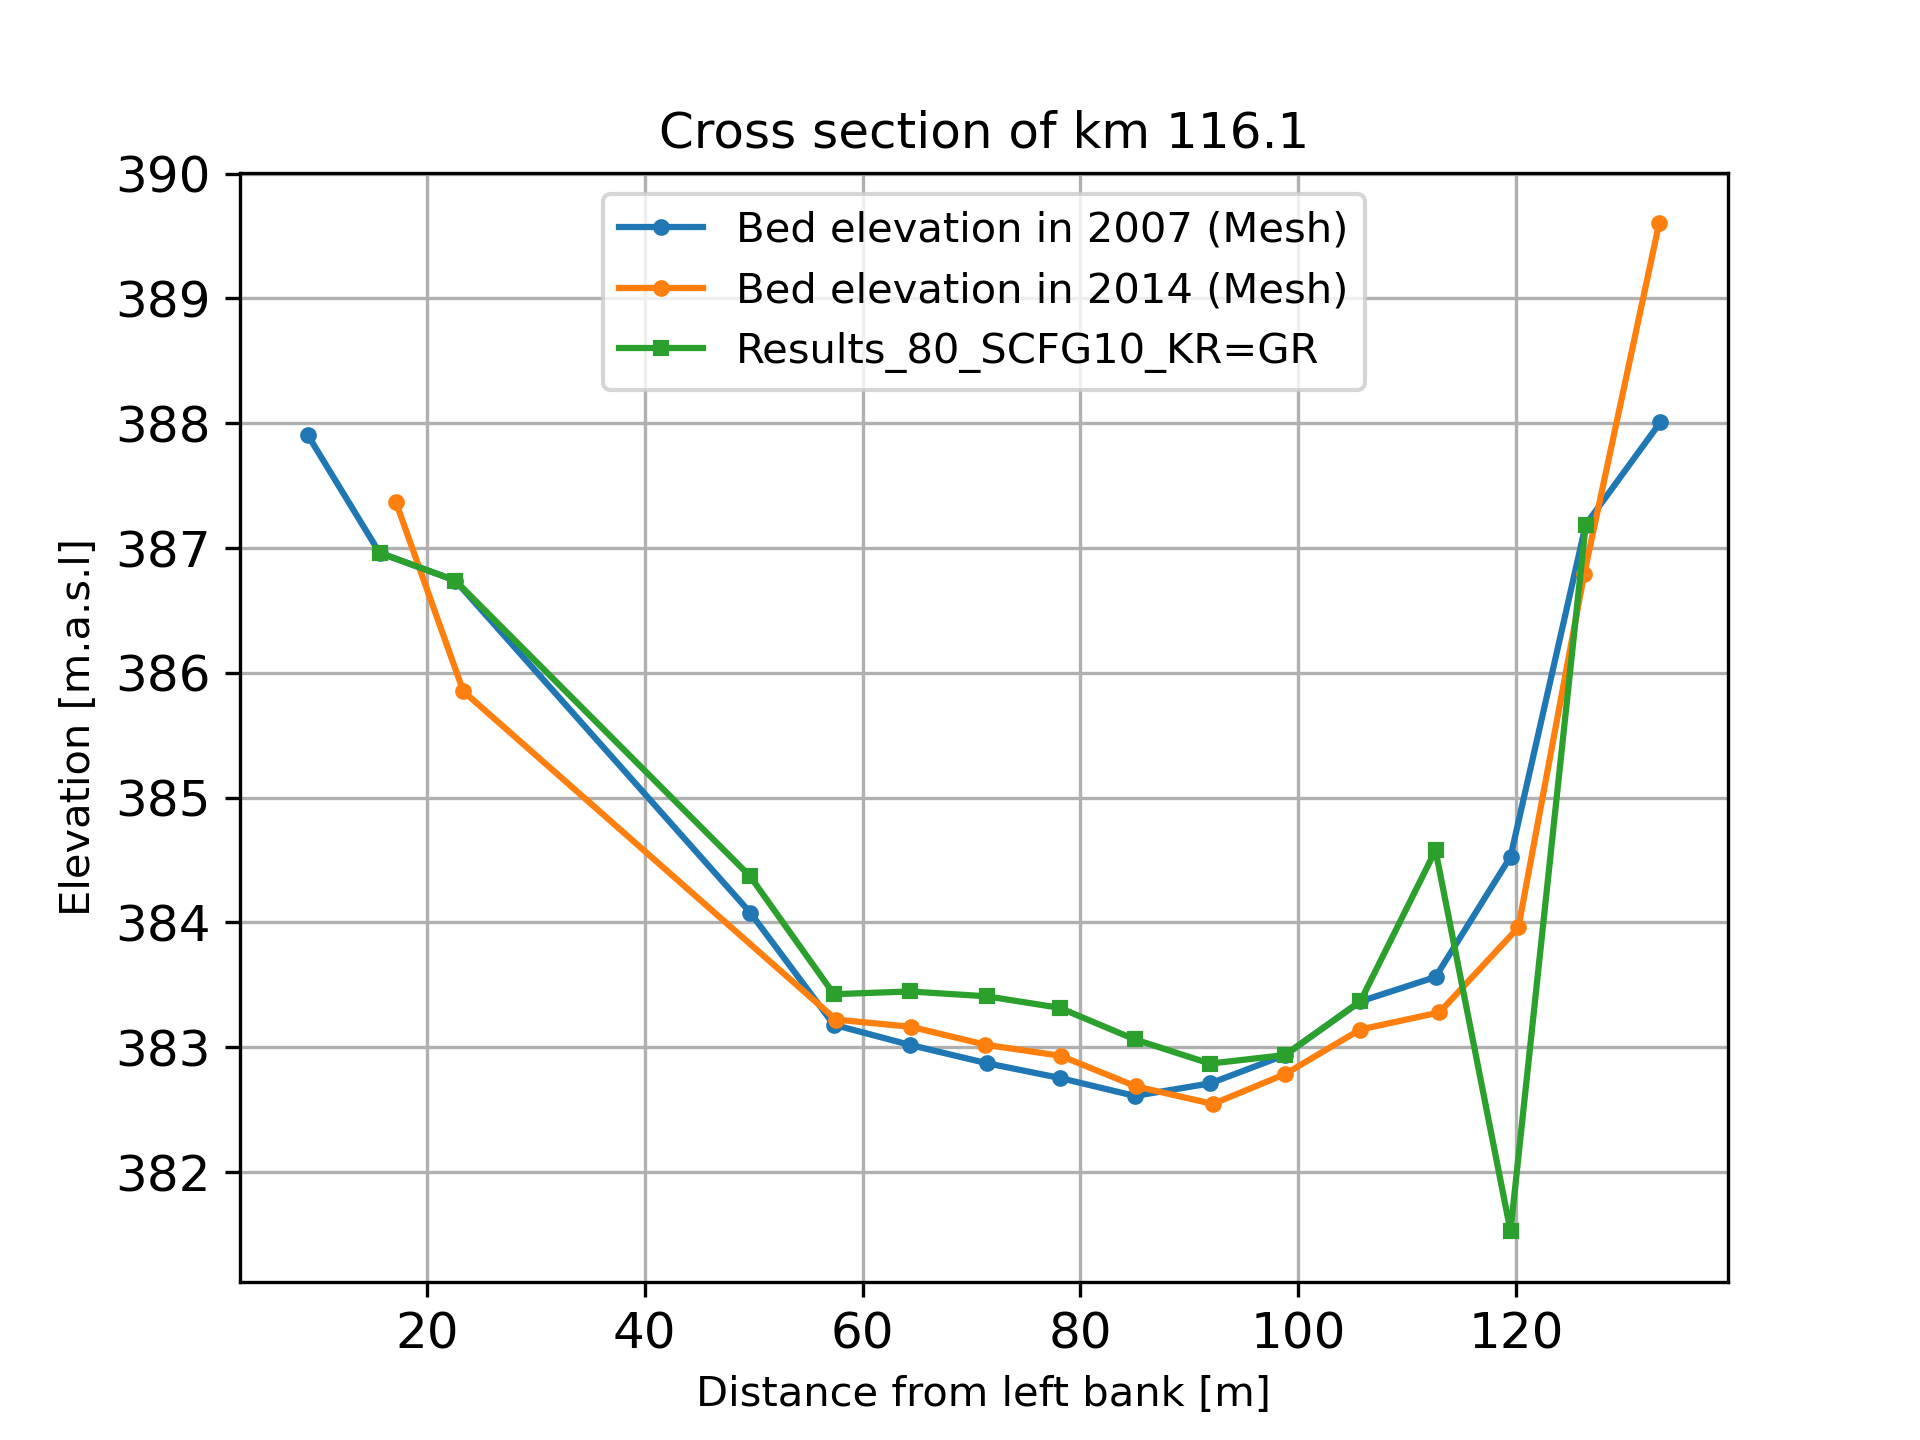 Cross section of km 116.1
Bed elevation in 2007 (Mesh)
Bed elevation in 2014 (Mesh)
Results_80_SCFG10_KR=GR
390
389
388
387
386
385
384
383
382
Elevation [m.a.s.l]
20 40 60 80 100 120
Distance from left bank [m]